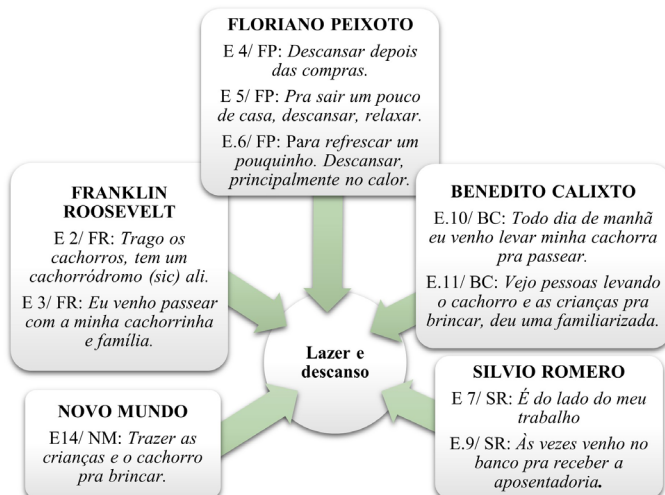 FLORIANO PEIXOTO
E 4/ FP: Descansar depois
das compras.
E 5/ FP: Pra sair um pouco
de casa, descansar, relaxar.
E.6/ FP: Para refrescar um
pouquinho. Descansar,
principalmente no calor.
FRANKLIN
ROOSEVELT
E 2/ FR: Trago os
cachorros, tem um
cachorródromo (sic) ali.
E 3/ FR: Eu venho passear
com a minha cachorrinha
e família.
BENEDITO CALIXTO
E.10/ BC: Todo dia de manhã
eu venho levar minha cachorra
pra passear.
E.11/ BC: Vejo pessoas levando
o cachorro e as crianças pra
brincar, deu uma familiarizada.
Lazer e
descanso
NOVO MUNDO
E14/ NM: Trazer as
crianças e o cachorro
pra brincar.
SILVIO ROMERO
E 7/ SR: É do lado do meu
trabalho
E.9/ SR: Às vezes venho no
banco pra receber a
aposentadoria.